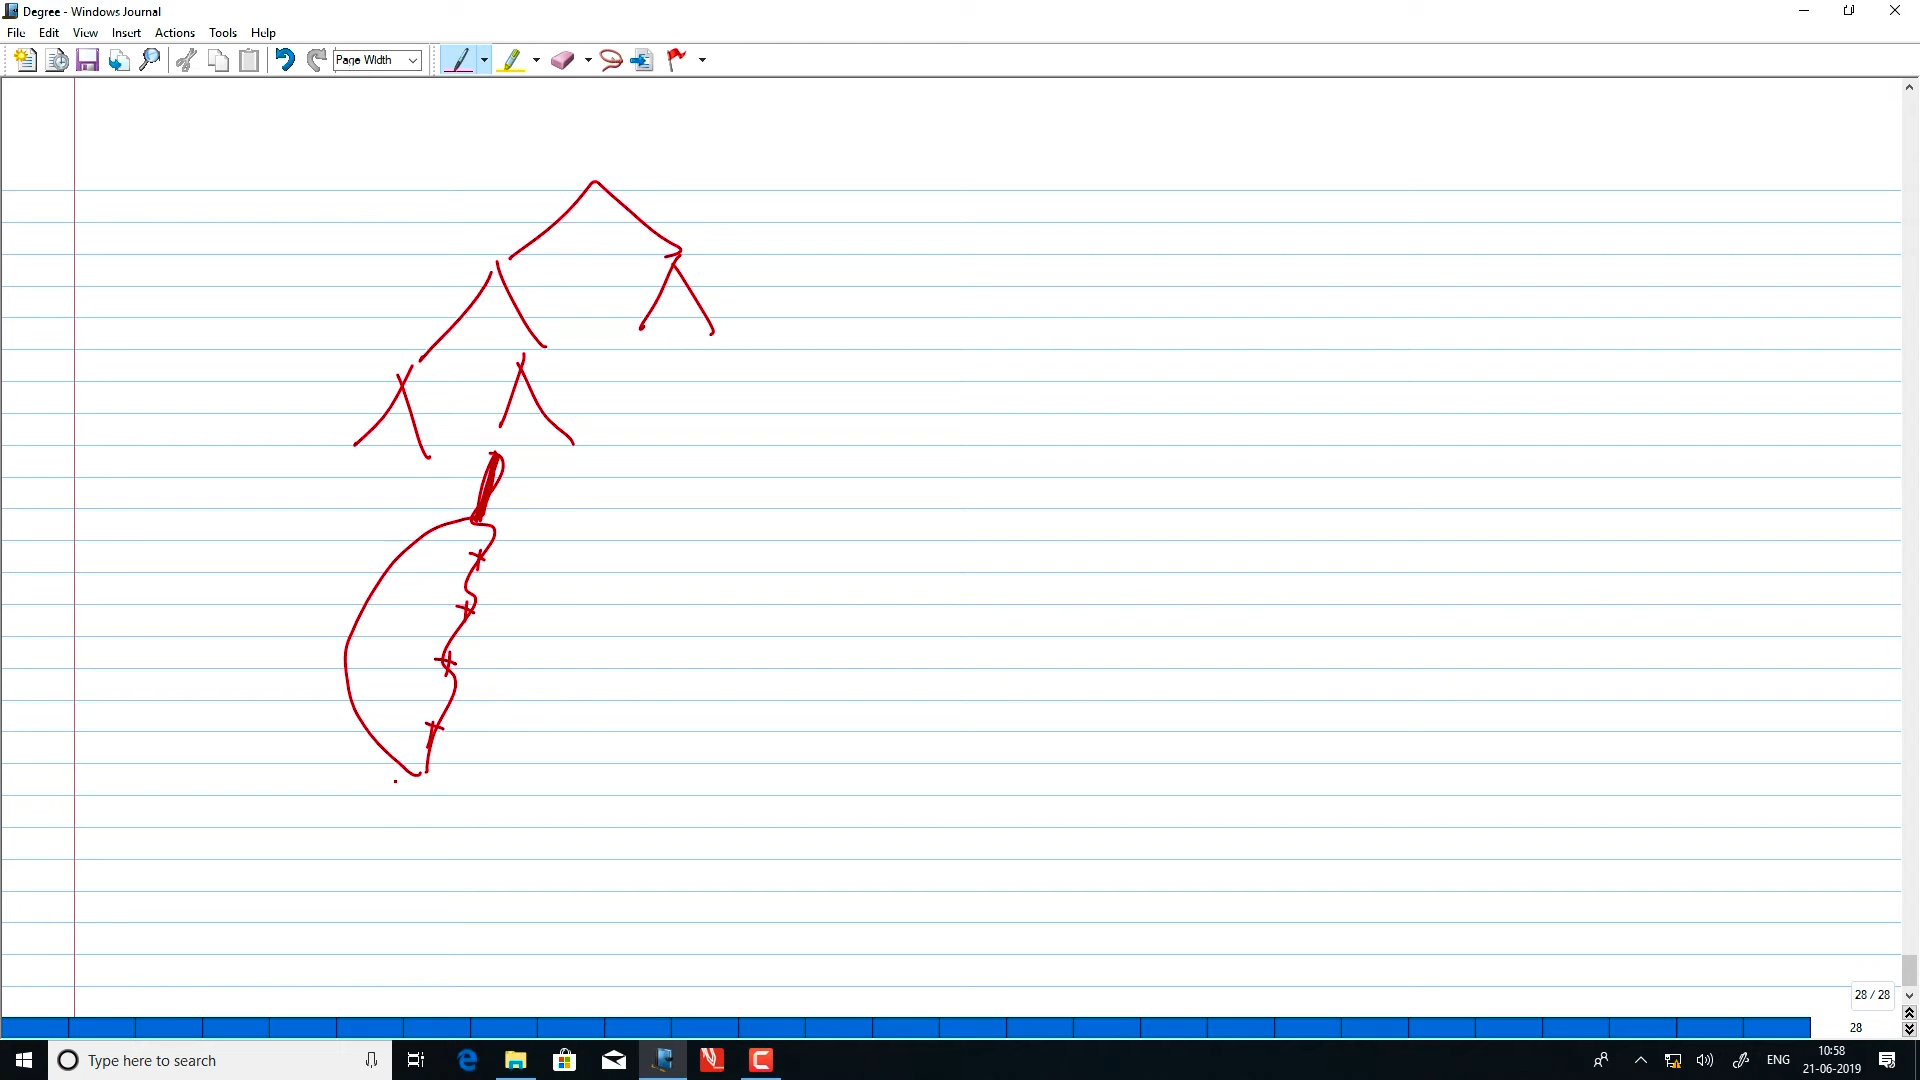 Degree - Windows Journal
File Edit View Insert Actions Tools Help
Page Width
28 / 28
28
Type here to search
ENG
10:58
21-06-2019